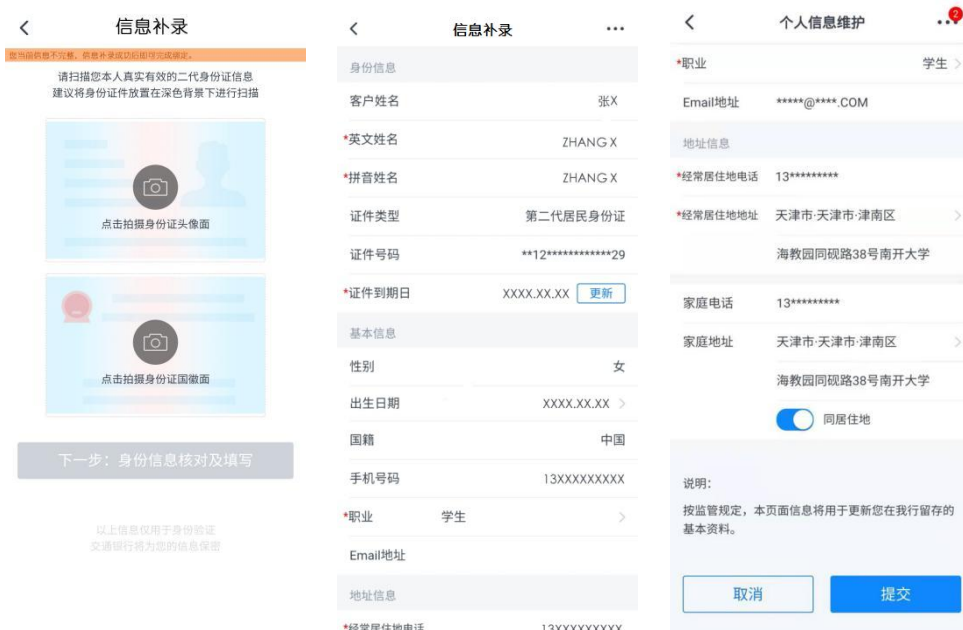 信息补录
您当前信息不完整，信息补录成功后即可完成绑定。
请扫描您本人真实有效的二代身份证信息
建议将身份证件放置在深色背景下进行扫描
点击拍摄身份证头像面
点击拍摄身份证国徽面
下一步：身份信息核对及填写
以上信息仅用于身份验证
交通银行将为您的信息保密
信息补录
身份信息
客户姓名 张X
*英文姓名 ZHANG X
*拼音姓名 ZHANG X
证件类型 第二代居民身份证
证件号码 **12************29
*证件到期日 XXXX.XX.XX 更新
基本信息
性别 女
出生日期 XXXX.XX.XX
国籍 中国
手机号码 13XXXXXXXXX
*职业 学生
Email地址
地址信息
*经常居住地电话 13XXXXXXXXX
个人信息维护 2
*职业 学生
Email地址 *****@****.COM
地址信息
*经常居住地电话 13*********
*经常居住地地址 天津市·天津市·津南区
海教园同砚路38号南开大学
家庭电话 13*********
家庭地址 天津市·天津市·津南区
海教园同砚路38号南开大学
同居住地
说明：
按监管规定，本页面信息将用于更新您在我行留存的
基本资料。
取消 提交